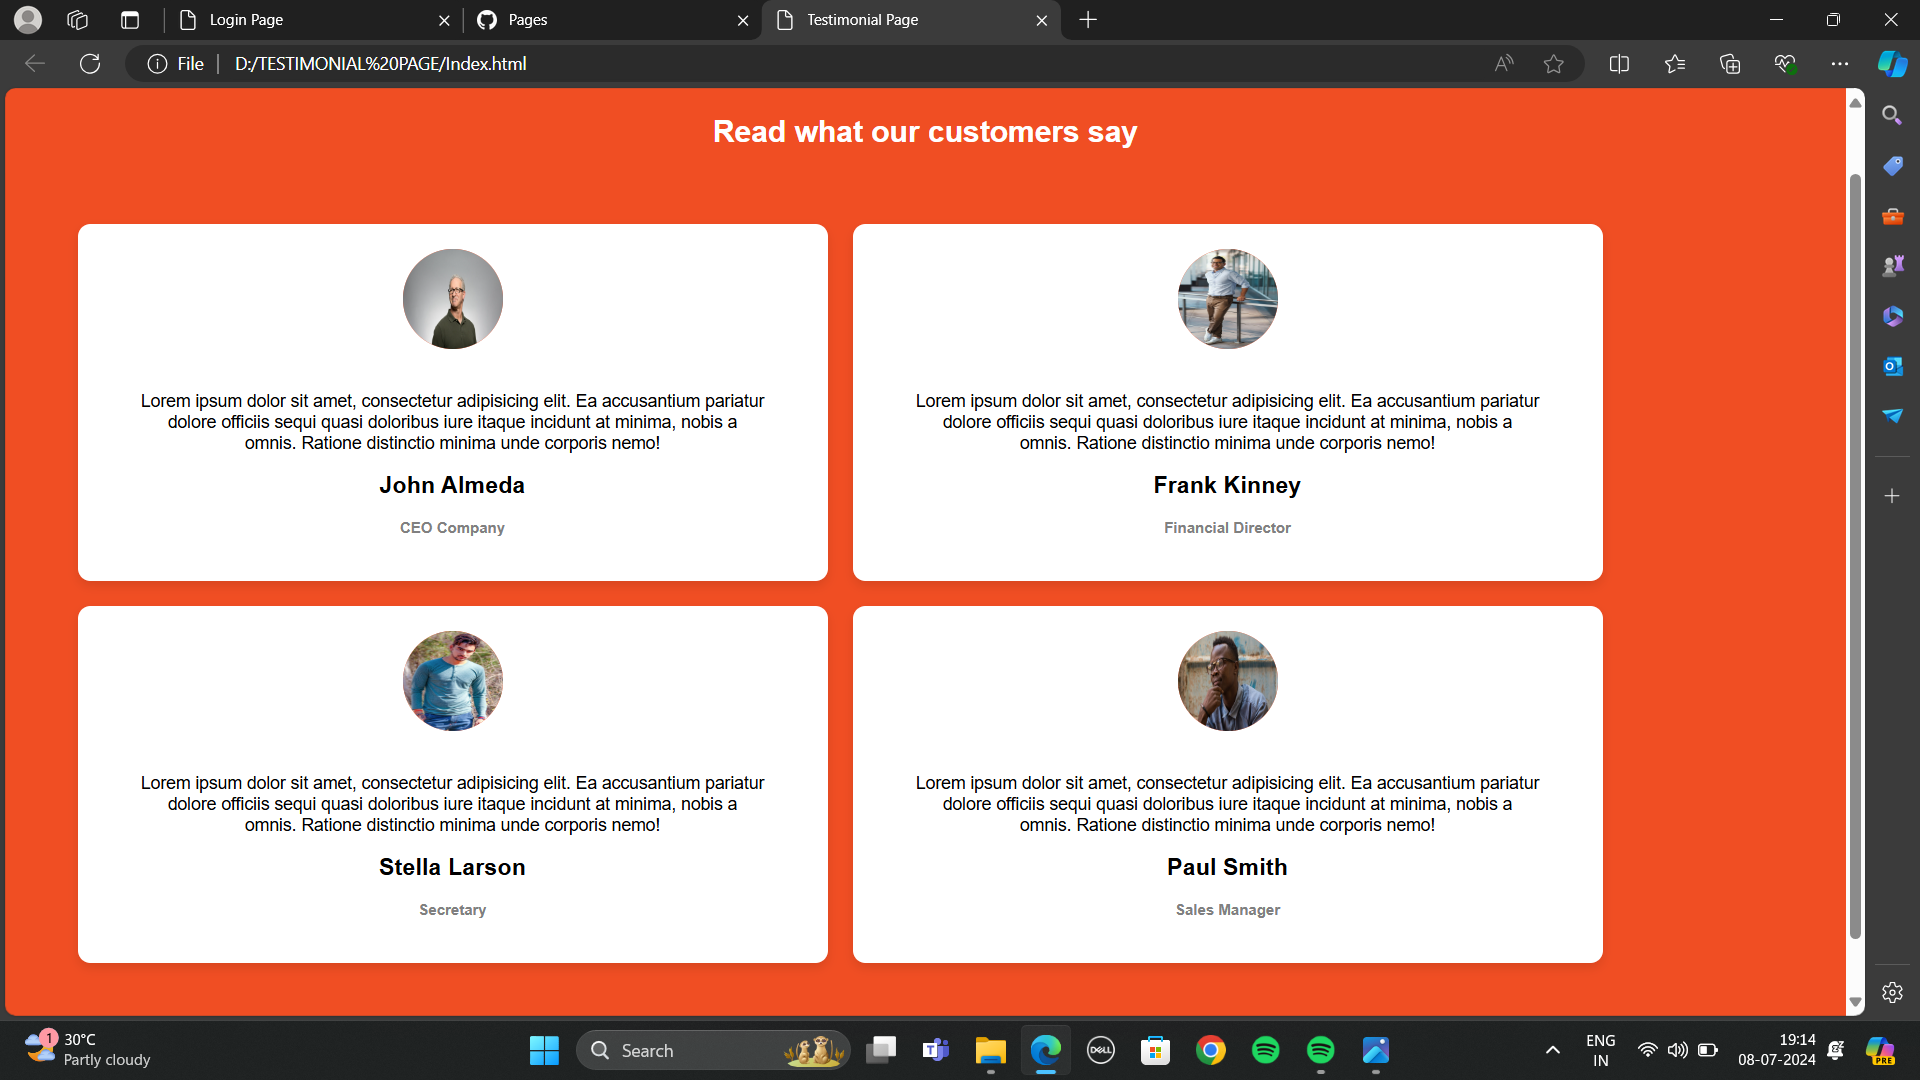 Login Page
Pages
Testimonial Page
File
D:/TESTIMONIAL%20PAGE/Index.html
Read what our customers say
Lorem ipsum dolor sit amet, consectetur adipisicing elit. Ea accusantium pariatur
dolore officiis sequi quasi doloribus iure itaque incidunt at minima, nobis a
omnis. Ratione distinctio minima unde corporis nemo!
John Almeda
CEO Company
Lorem ipsum dolor sit amet, consectetur adipisicing elit. Ea accusantium pariatur
dolore officiis sequi quasi doloribus iure itaque incidunt at minima, nobis a
omnis. Ratione distinctio minima unde corporis nemo!
Frank Kinney
Financial Director
Lorem ipsum dolor sit amet, consectetur adipisicing elit. Ea accusantium pariatur
dolore officiis sequi quasi doloribus iure itaque incidunt at minima, nobis a
omnis. Ratione distinctio minima unde corporis nemo!
Stella Larson
Secretary
Lorem ipsum dolor sit amet, consectetur adipisicing elit. Ea accusantium pariatur
dolore officiis sequi quasi doloribus iure itaque incidunt at minima, nobis a
omnis. Ratione distinctio minima unde corporis nemo!
Paul Smith
Sales Manager
1
30°C
Partly cloudy
Search
DELL
ENG
IN
19:14
08-07-2024
PRE